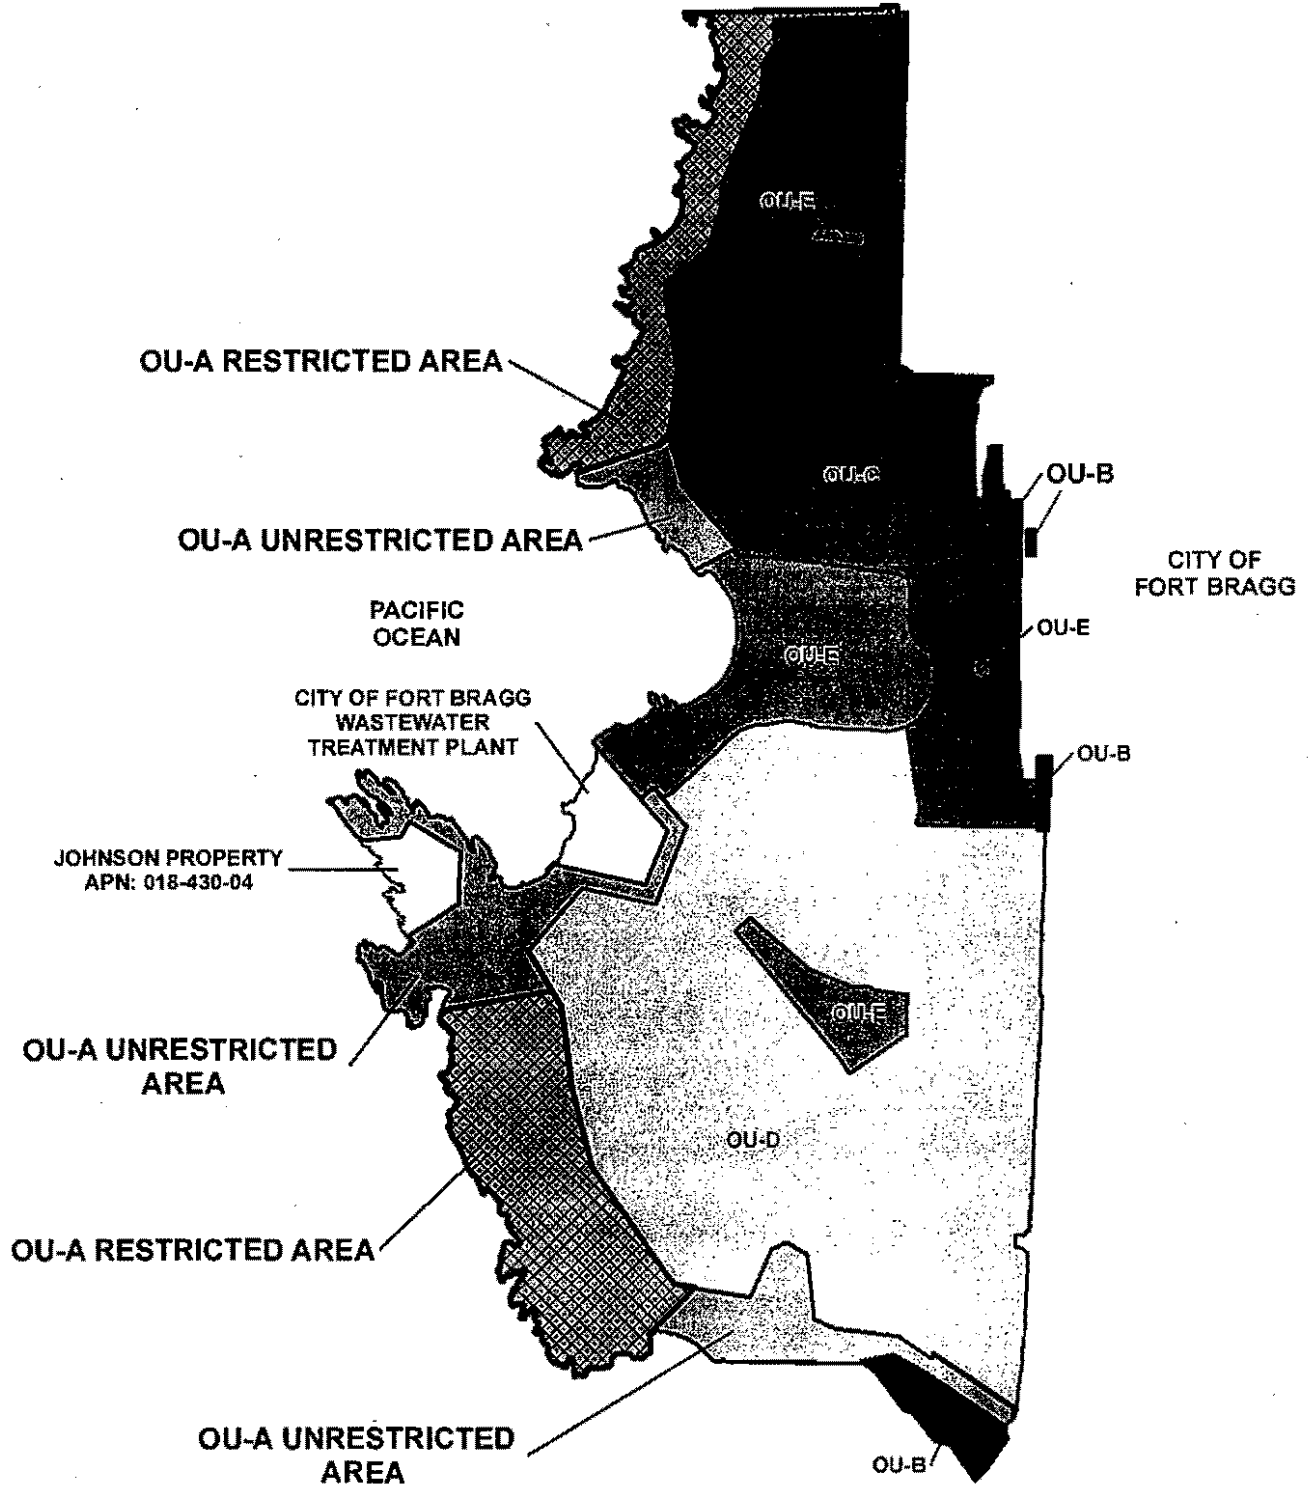 OU-E
OU-A RESTRICTED AREA
OU-C
OU-B
OU-A UNRESTRICTED AREA
CITY OF
FORT BRAGG
PACIFIC
OCEAN
OU-E
OU-E
CITY OF FORT BRAGG
WASTEWATER
TREATMENT PLANT
OU-B
JOHNSON PROPERTY
APN: 018-430-04
OU-E
OU-A UNRESTRICTED
AREA
OU-D
OU-A RESTRICTED AREA
OU-A UNRESTRICTED
AREA
OU-B